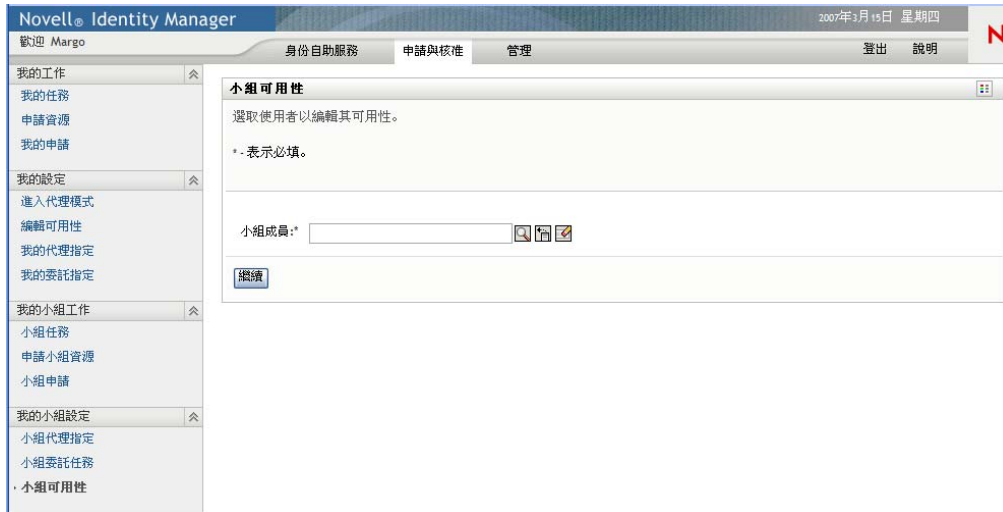 Novell® Identity Manager
2007年3月15日 星期四
歡迎 Margo
身份自助服務
申請與核准
管理
登出
說明
N
我的工作
我的任務
申請資源
我的申請
我的設定
進入代理模式
編輯可用性
我的代理指定
我的委託指定
我的小組工作
小組任務
申請小組資源
小組申請
我的小組設定
小組代理指定
小組委託任務
小組可用性
小組可用性
選取使用者以編輯其可用性。
* - 表示必填。
小組成員:*
繼續